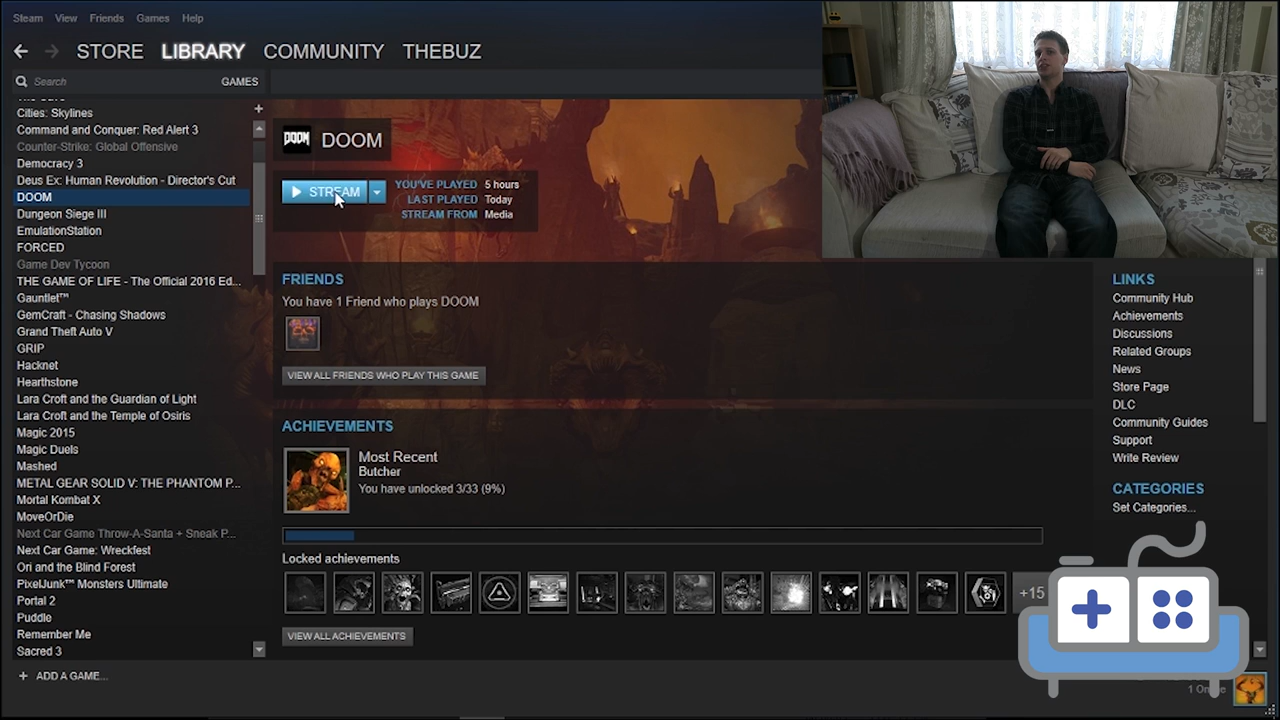 Steam View Friends Games Help
STORE LIBRARY COMMUNITY THEBUZ
Search GAMES
Cities: Skylines
Command and Conquer: Red Alert 3
Counter-Strike: Global Offensive
Democracy 3
Deus Ex: Human Revolution - Director's Cut
DOOM
Dungeon Siege III
EmulationStation
FORCED
Game Dev Tycoon
THE GAME OF LIFE - The Official 2016 Ed...
Gauntlet™
GemCraft - Chasing Shadows
Grand Theft Auto V
GRIP
Hacknet
Hearthstone
Lara Croft and the Guardian of Light
Lara Croft and the Temple of Osiris
Magic 2015
Magic Duels
Mashed
METAL GEAR SOLID V: THE PHANTOM P...
Mortal Kombat X
MoveOrDie
Next Car Game Throw-A-Santa + Sneak P...
Next Car Game: Wreckfest
Ori and the Blind Forest
PixelJunk™ Monsters Ultimate
Portal 2
Puddle
Remember Me
Sacred 3
+ ADD A GAME...
DOOM DOOM
STREAM
YOU'VE PLAYED 5 hours
LAST PLAYED Today
STREAM FROM Media
FRIENDS
You have 1 Friend who plays DOOM
VIEW ALL FRIENDS WHO PLAY THIS GAME
ACHIEVEMENTS
Most Recent
Butcher
You have unlocked 3/33 (9%)
Locked achievements
+15
VIEW ALL ACHIEVEMENTS
LINKS
Community Hub
Achievements
Discussions
Related Groups
News
Store Page
DLC
Community Guides
Support
Write Review
CATEGORIES
Set Categories...